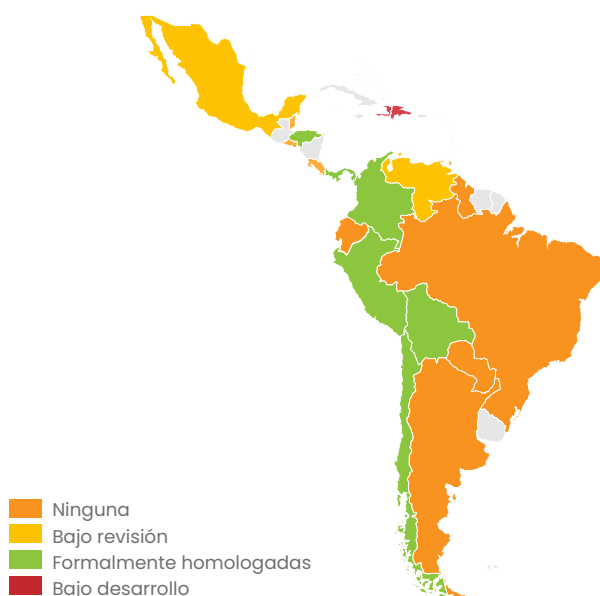 Ninguna
Bajo revisión
Formalmente homologadas
Bajo desarrollo